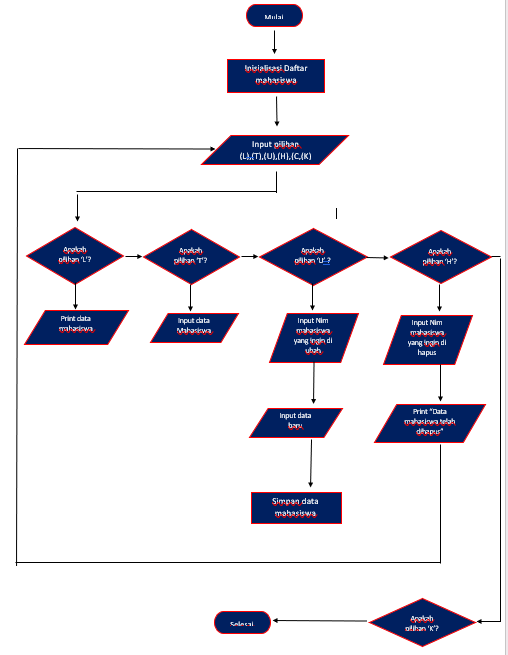 Mulai
Inisialisasi Daftar
mahasiswa
Input pilihan
(L),(T),(U),(H),(C,(K)
Apakah
pilihan 'L'?
Apakah
pilihan 'T'?
Apakah
pilihan 'U'.?
Apakah
pilihan 'H'?
Print data
mahasiswa
Input data
Mahasiswa
Input Nim
mahasiswa
yang ingin di
ubah
Input Nim
mahasiswa
yang ingin di
hapus
Input data
baru
Print "Data
mahasiswa telah
dihapus"
Simpan data
mahasiswa
Apakah
pilihan 'K'?
Selesai